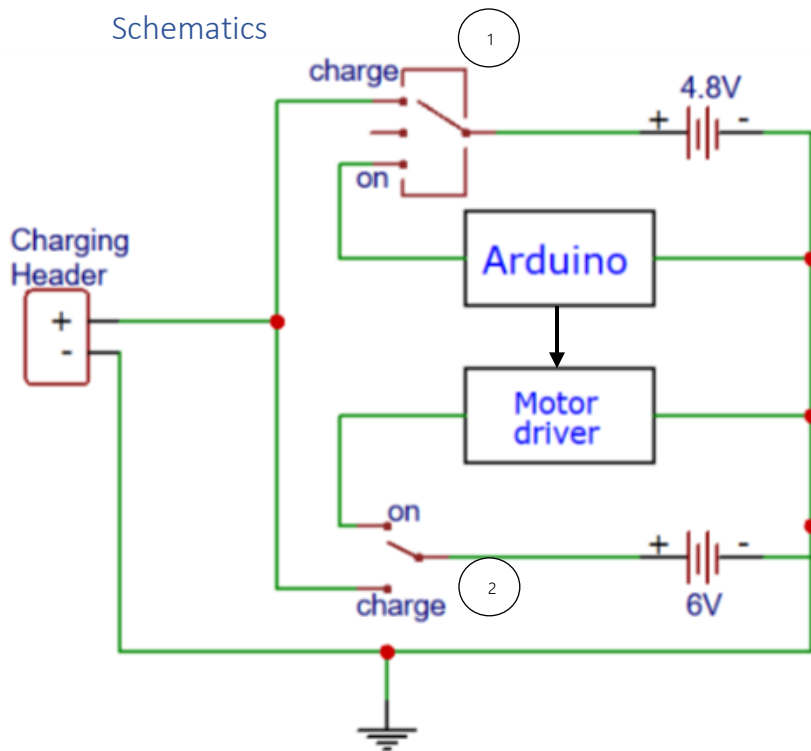 Schematics
1
charge
4.8V
+ -
on
Charging
Header
Arduino
+
-
Motor
driver
on
+ -
2
charge
6V